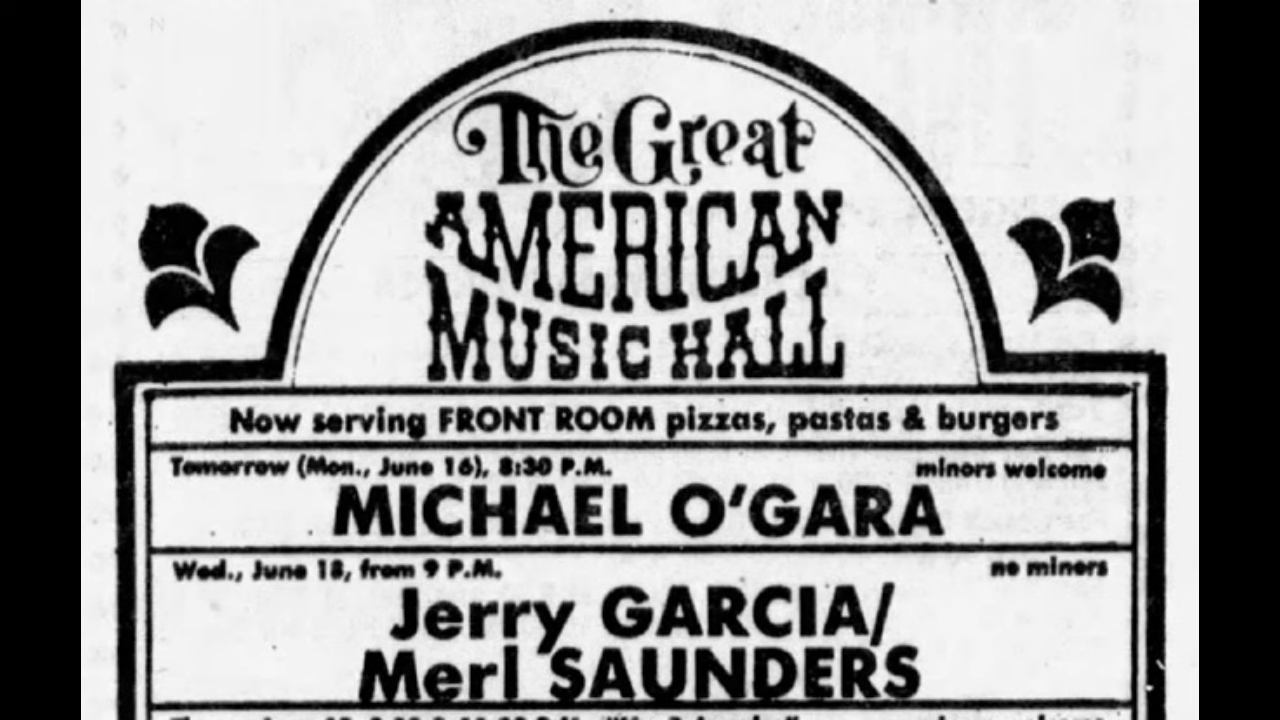 The Great
AMERICAN
MUSIC HALL
Now serving FRONT ROOM pizzas, pastas & burgers
Tomorrow (Mon., June 16), 8:30 P.M. minors welcome
MICHAEL O'GARA
Wed., June 18, from 9 P.M. no minors
Jerry GARCIA/
Merl SAUNDERS